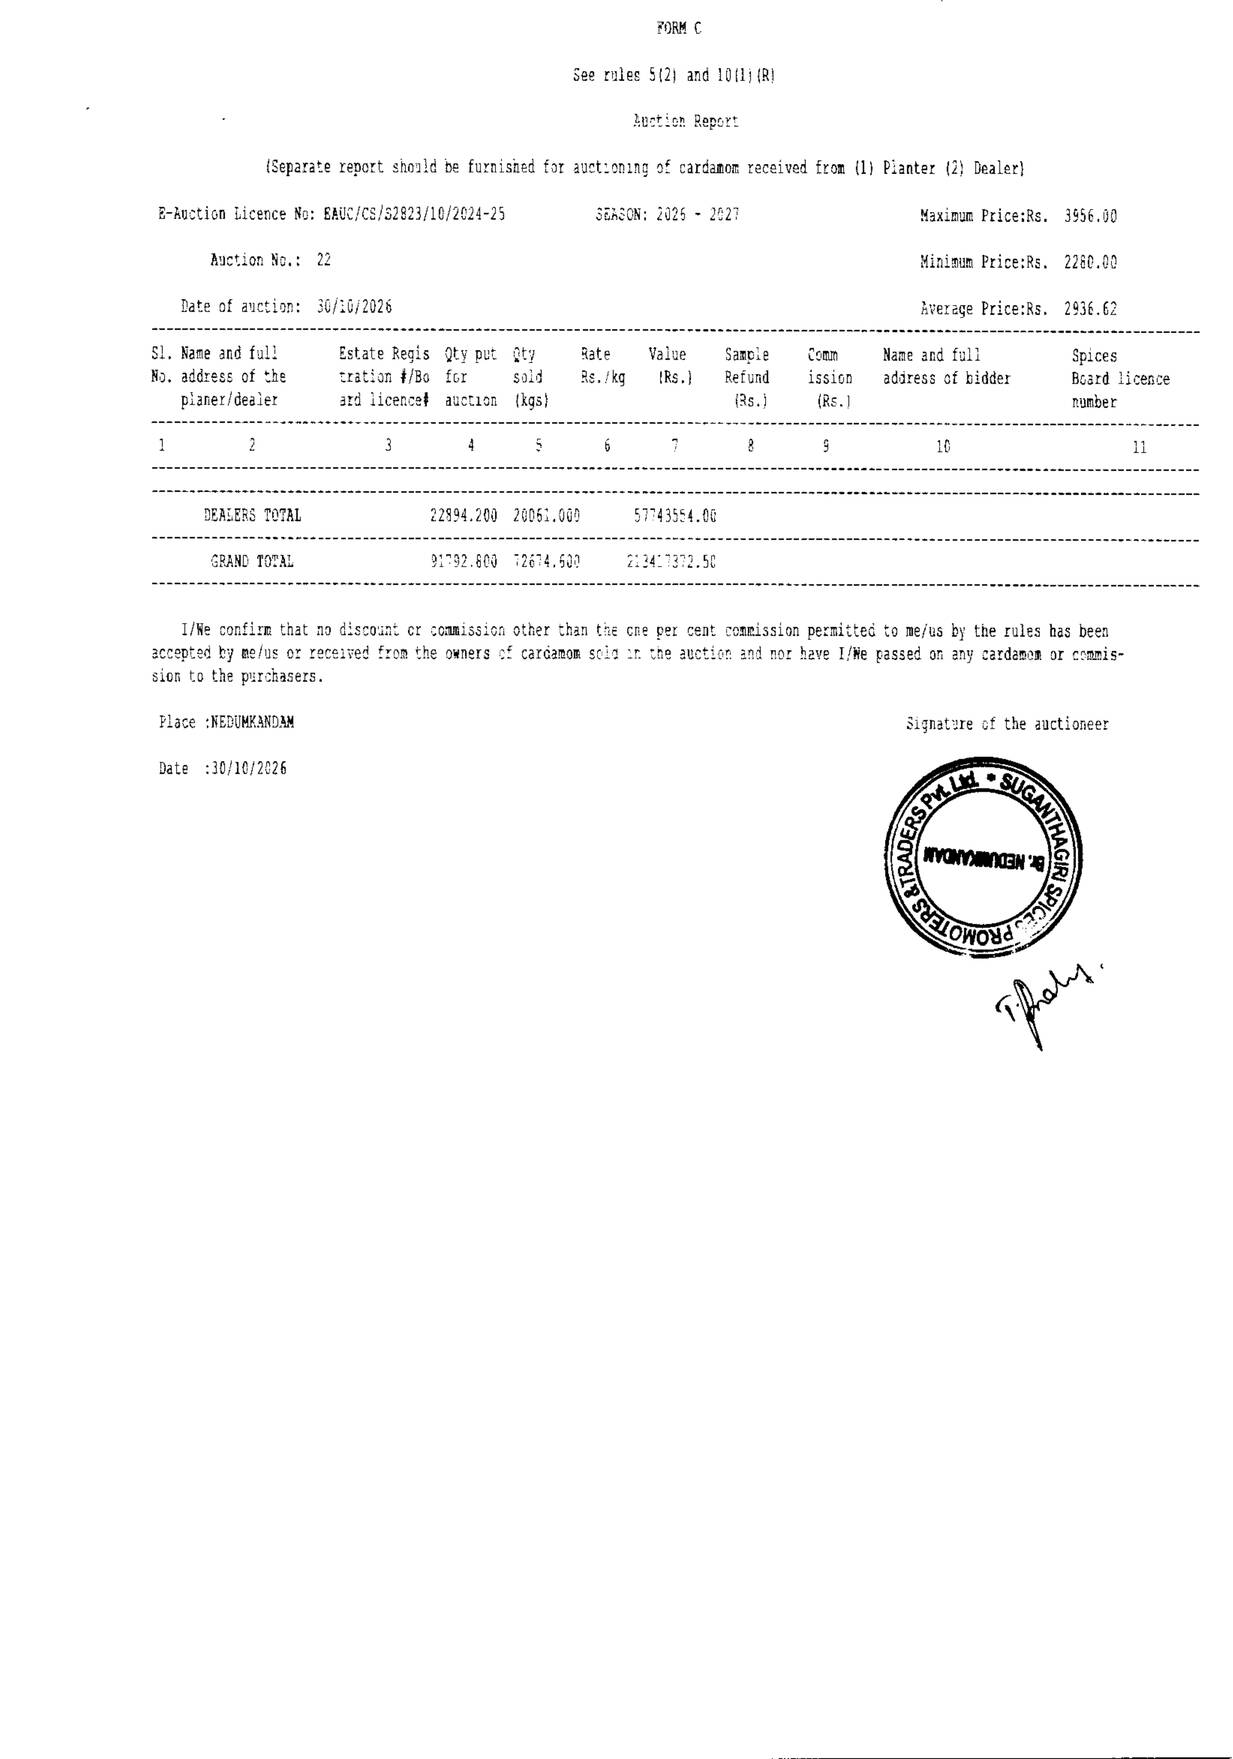 FORM C
See rules 5(2) and 10(1)(R)
Auction Report
(Separate report should be furnished for auctioning of cardamom received from (1) Planter (2) Dealer)
E-Auction Licence No: EAUC/CS/S2823/10/2024-25 SEASON: 2026 - 2027 Maximum Price:Rs. 3956.00
Auction No.: 22 Minimum Price:Rs. 2280.00
Date of auction: 30/10/2026 Average Price:Rs. 2936.62
Sl. Name and full Estate Regis Qty put Qty Rate Value Sample Comm Name and full Spices
No. address of the tration #/Bo for sold Rs./kg (Rs.) Refund ission address of bidder Board licence
planer/dealer ard licence# auction (kgs) (Rs.) (Rs.) number
1 2 3 4 5 6 7 8 9 10 11
DEALERS TOTAL 22894.200 20061.000 57743554.00
GRAND TOTAL 91792.800 72674.600 213417372.50
I/We confirm that no discount or commission other than the one per cent commission permitted to me/us by the rules has been
accepted by me/us or received from the owners of cardamom sold in the auction and nor have I/We passed on any cardamom or commis-
sion to the purchasers.
Place :NEDUMKANDAM Signature of the auctioneer
Date :30/10/2026
SUGANTHAGIRI SPICES PROMOTERS & TRADERS Pvt. Ltd. *
Br. NEDUMKANDAM